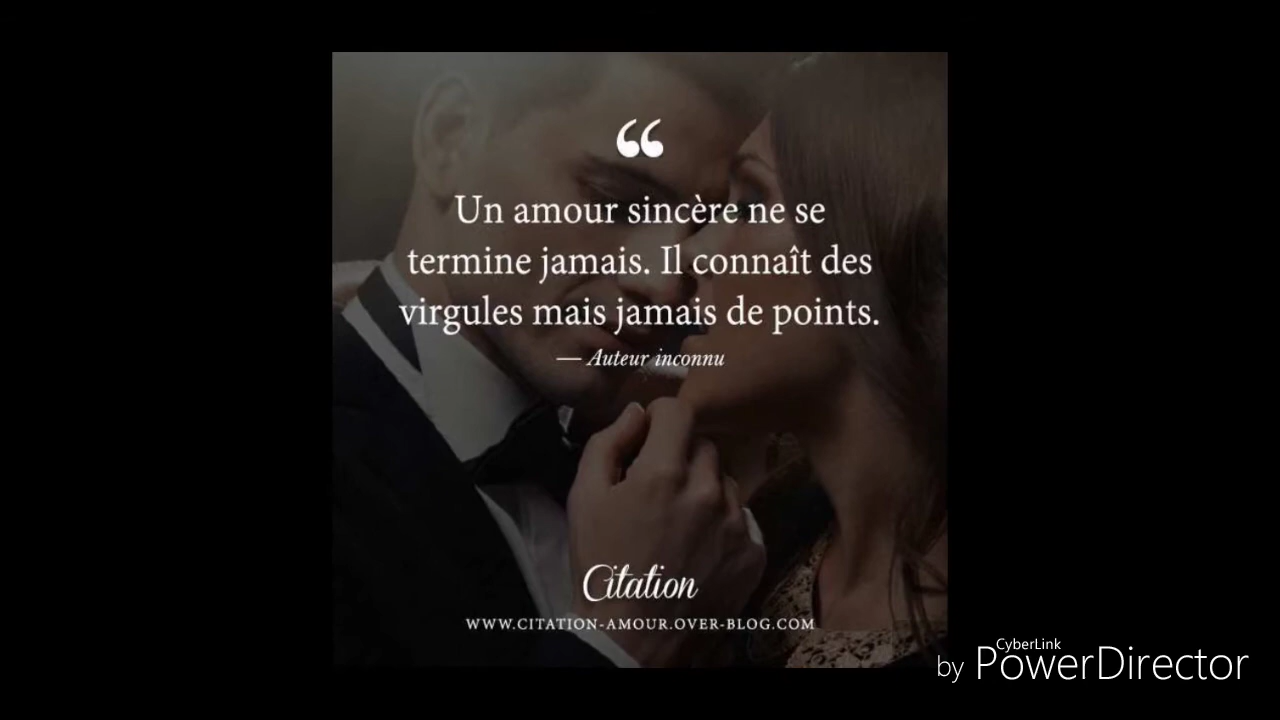 “
Un amour sincère ne se
termine jamais. Il connaît des
virgules mais jamais de points.
— Auteur inconnu
Citation
WWW.CITATION-AMOUR.OVER-BLOG.COM
CyberLink
by PowerDirector